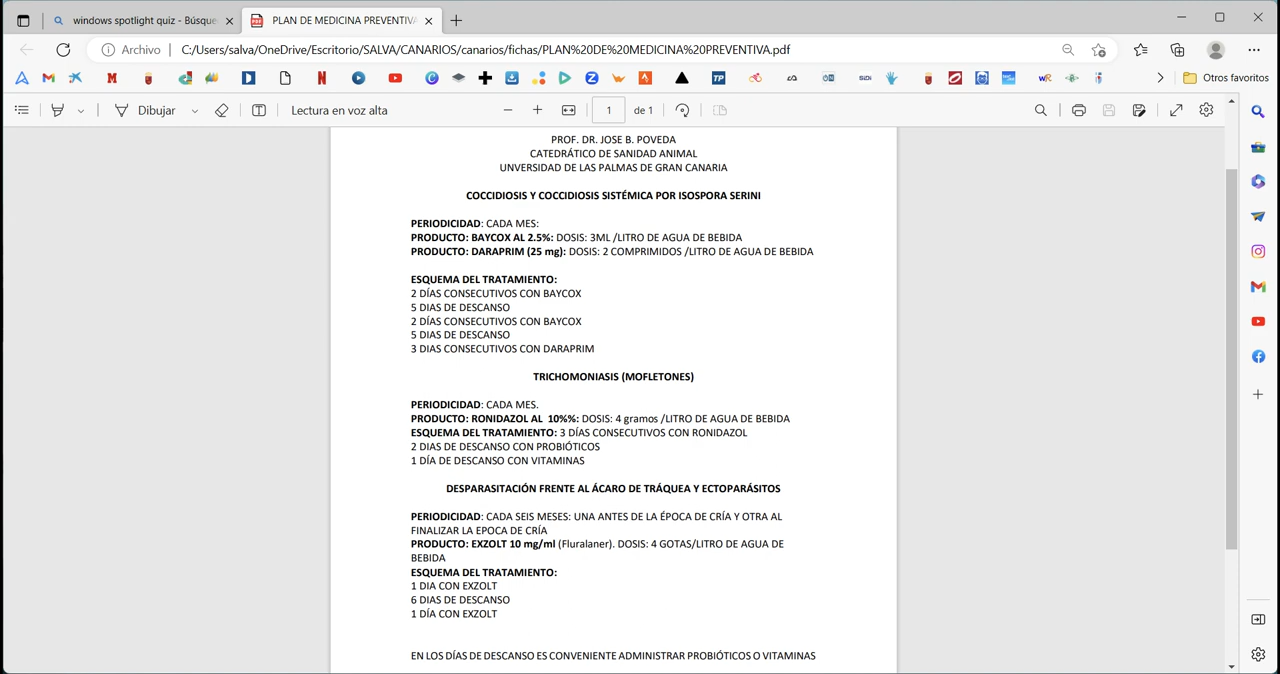 windows spotlight quiz - Búsque
PLAN DE MEDICINA PREVENTIVA
Archivo
C:/Users/salva/OneDrive/Escritorio/SALVA/CANARIOS/canarios/fichas/PLAN%20DE%20MEDICINA%20PREVENTIVA.pdf
Otros favoritos
Dibujar
Lectura en voz alta
1 de 1
PROF. DR. JOSE B. POVEDA
CATEDRÁTICO DE SANIDAD ANIMAL
UNVERSIDAD DE LAS PALMAS DE GRAN CANARIA
COCCIDIOSIS Y COCCIDIOSIS SISTÉMICA POR ISOSPORA SERINI
PERIODICIDAD: CADA MES:
PRODUCTO: BAYCOX AL 2.5%: DOSIS: 3ML /LITRO DE AGUA DE BEBIDA
PRODUCTO: DARAPRIM (25 mg): DOSIS: 2 COMPRIMIDOS /LITRO DE AGUA DE BEBIDA
ESQUEMA DEL TRATAMIENTO:
2 DÍAS CONSECUTIVOS CON BAYCOX
5 DIAS DE DESCANSO
2 DÍAS CONSECUTIVOS CON BAYCOX
5 DIAS DE DESCANSO
3 DIAS CONSECUTIVOS CON DARAPRIM
TRICHOMONIASIS (MOFLETONES)
PERIODICIDAD: CADA MES.
PRODUCTO: RONIDAZOL AL 10%%: DOSIS: 4 gramos /LITRO DE AGUA DE BEBIDA
ESQUEMA DEL TRATAMIENTO: 3 DÍAS CONSECUTIVOS CON RONIDAZOL
2 DIAS DE DESCANSO CON PROBIÓTICOS
1 DÍA DE DESCANSO CON VITAMINAS
DESPARASITACIÓN FRENTE AL ÁCARO DE TRÁQUEA Y ECTOPARÁSITOS
PERIODICIDAD: CADA SEIS MESES: UNA ANTES DE LA ÉPOCA DE CRÍA Y OTRA AL
FINALIZAR LA EPOCA DE CRÍA
PRODUCTO: EXZOLT 10 mg/ml (Fluralaner). DOSIS: 4 GOTAS/LITRO DE AGUA DE
BEBIDA
ESQUEMA DEL TRATAMIENTO:
1 DIA CON EXZOLT
6 DIAS DE DESCANSO
1 DÍA CON EXZOLT
EN LOS DÍAS DE DESCANSO ES CONVENIENTE ADMINISTRAR PROBIÓTICOS O VITAMINAS